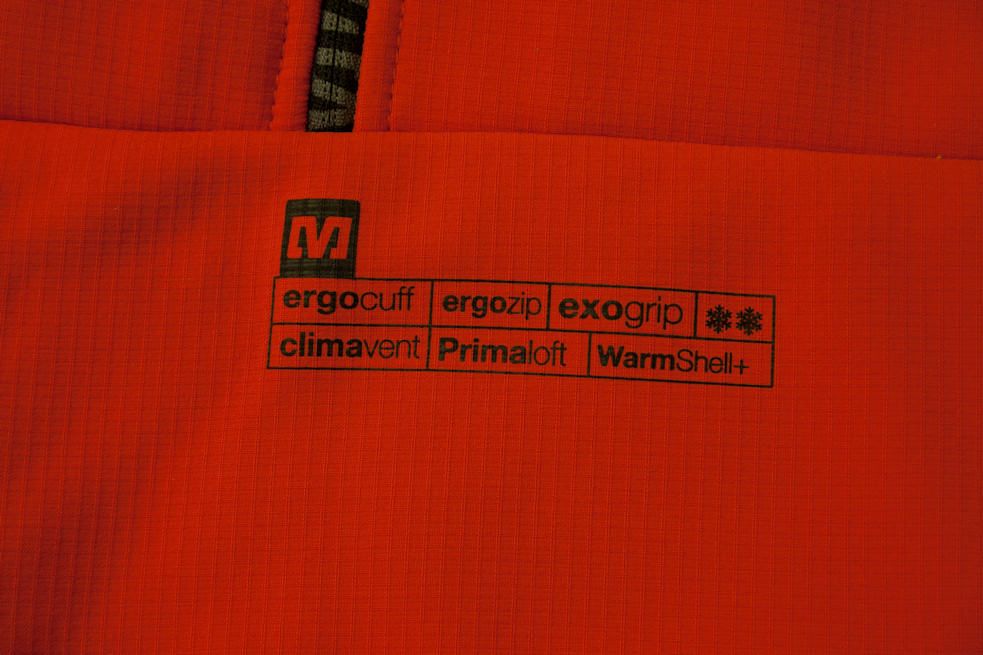 M
ergocuff ergozip exogrip
climavent Primaloft WarmShell+